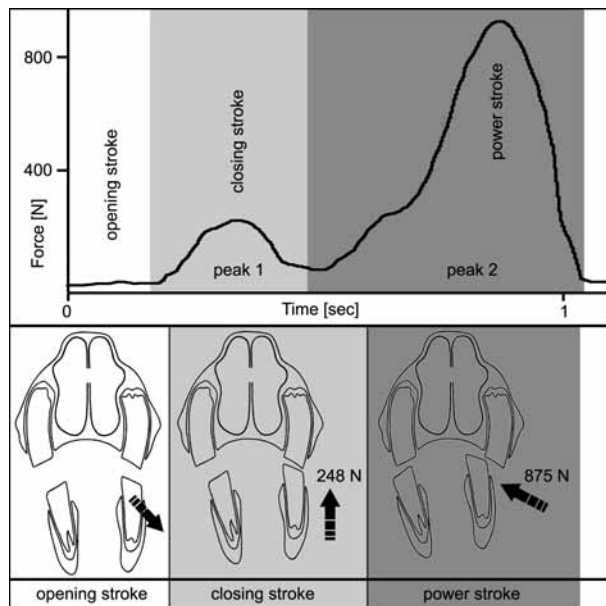 800
400
Force [N]
opening stroke
closing stroke
power stroke
peak 1
peak 2
0
Time [sec]
1
248 N
875 N
opening stroke
closing stroke
power stroke